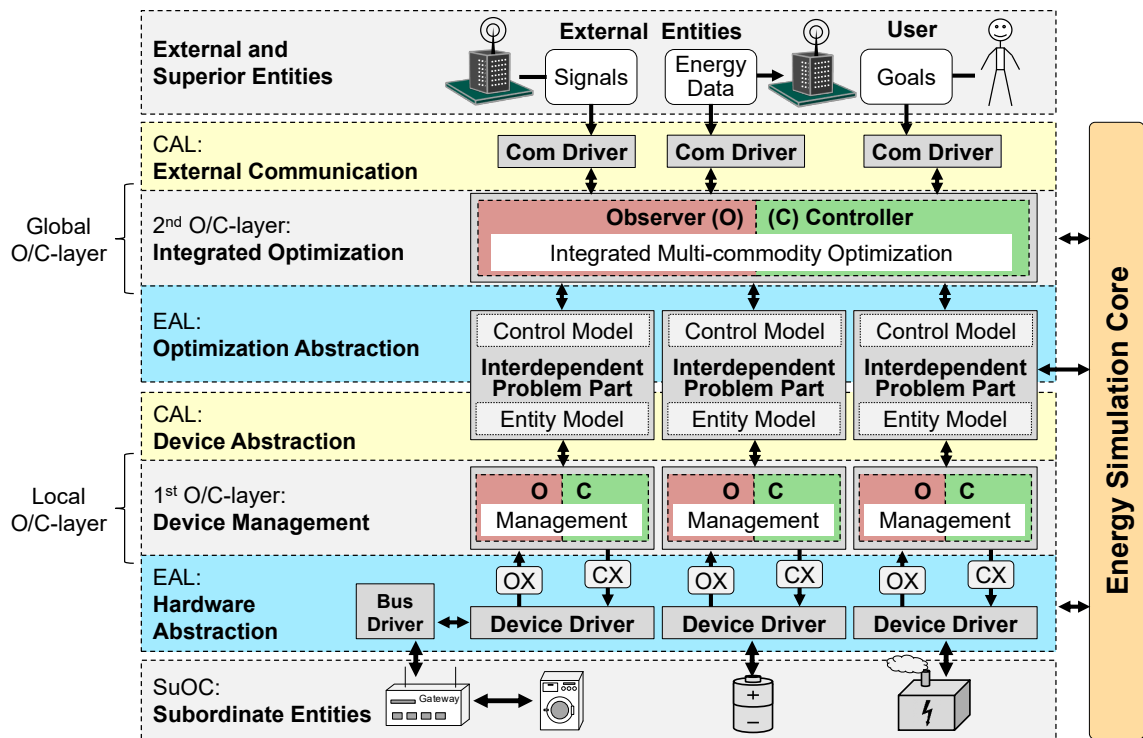 External and
Superior Entities
External Entities
User
Signals
Energy
Data
Goals
CAL:
External Communication
Com Driver
Com Driver
Com Driver
Global
O/C-layer
2nd O/C-layer:
Integrated Optimization
Observer (O) (C) Controller
Integrated Multi-commodity Optimization
EAL:
Optimization Abstraction
Control Model
Interdependent
Problem Part
Entity Model
Control Model
Interdependent
Problem Part
Entity Model
Control Model
Interdependent
Problem Part
Entity Model
CAL:
Device Abstraction
Local
O/C-layer
1st O/C-layer:
Device Management
O C
Management
O C
Management
O C
Management
EAL:
Hardware
Abstraction
OX
CX
OX
CX
OX
CX
Bus
Driver
Device Driver
Device Driver
Device Driver
SuOC:
Subordinate Entities
Gateway
+
–
Energy Simulation Core